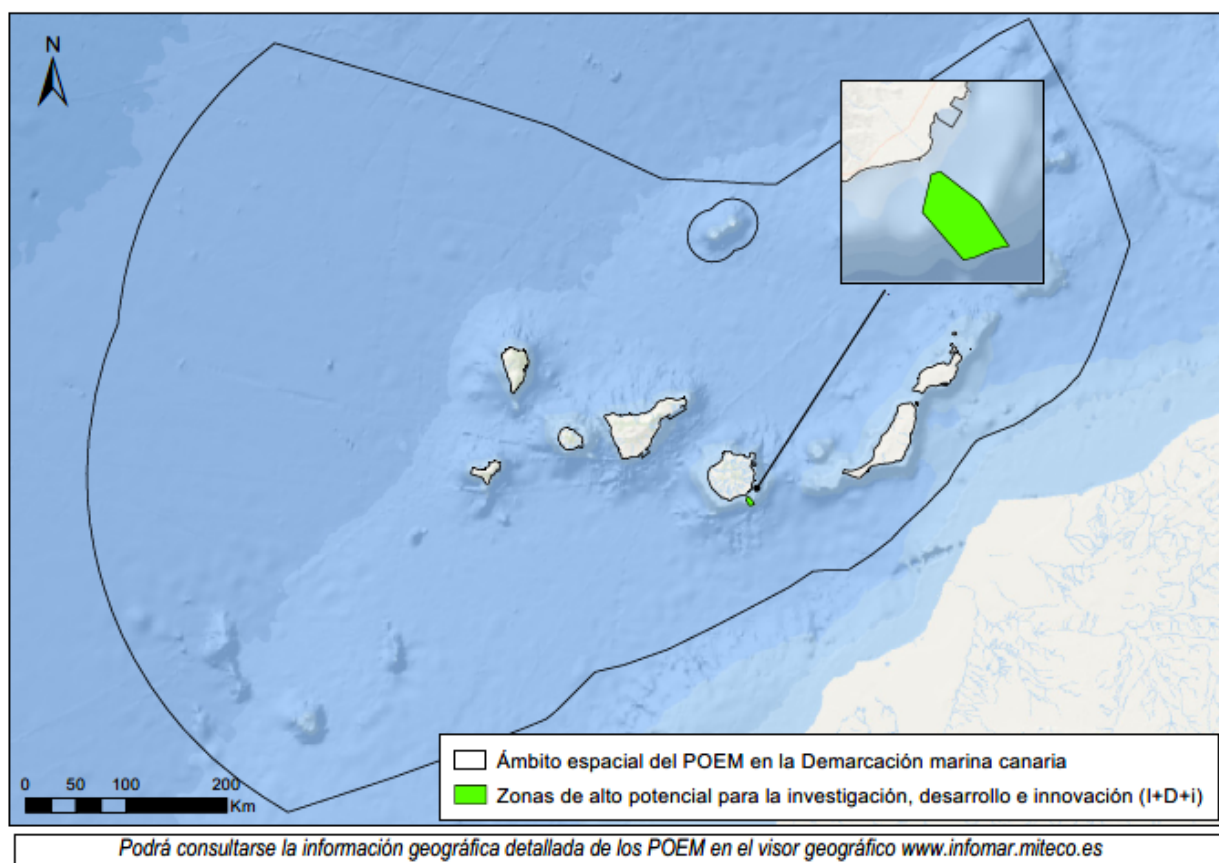 N
0 50 100 200
Km
Ámbito espacial del POEM en la Demarcación marina canaria
Zonas de alto potencial para la investigación, desarrollo e innovación (I+D+i)
Podrá consultarse la información geográfica detallada de los POEM en el visor geográfico www.infomar.miteco.es